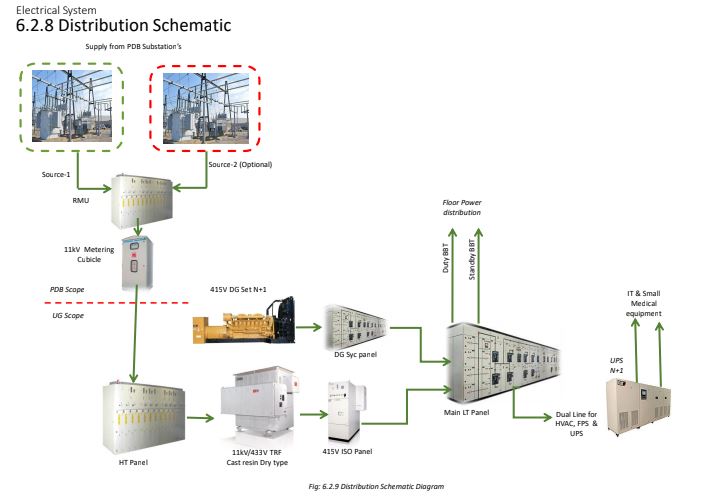 Electrical System
6.2.8 Distribution Schematic
Supply from PDB Substation's
Source-1
Source-2 (Optional)
RMU
Floor Power
distribution
Duty BBT
Standby BBT
11kV Metering
Cubicle
PDB Scope
UG Scope
415V DG Set N+1
DG Syc panel
IT & Small
Medical
equipment
UPS
N+1
Main LT Panel
Dual Line for
HVAC, FPS &
UPS
HT Panel
11kV/433V TRF
Cast resin Dry type
415V ISO Panel
Fig: 6.2.9 Distribution Schematic Diagram